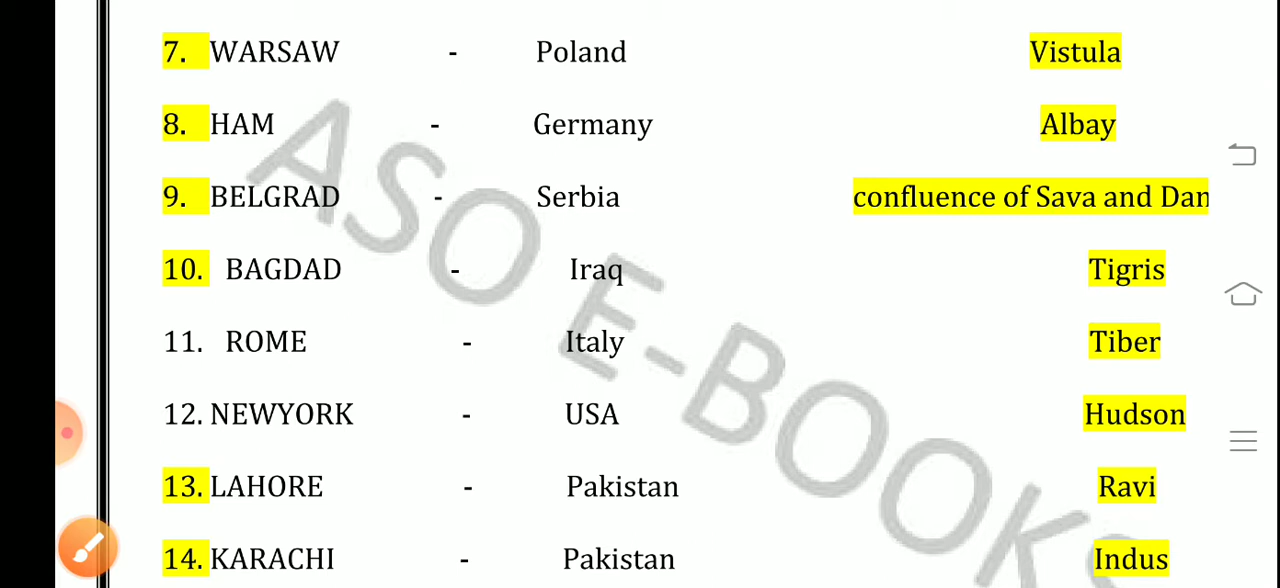 7. WARSAW - Poland Vistula
8. HAM - Germany Albay
9. BELGRAD - Serbia confluence of Sava and Dan
10. BAGDAD - Iraq Tigris
11. ROME - Italy Tiber
12. NEWYORK - USA Hudson
13. LAHORE - Pakistan Ravi
14. KARACHI - Pakistan Indus
ASO E-BOOKS